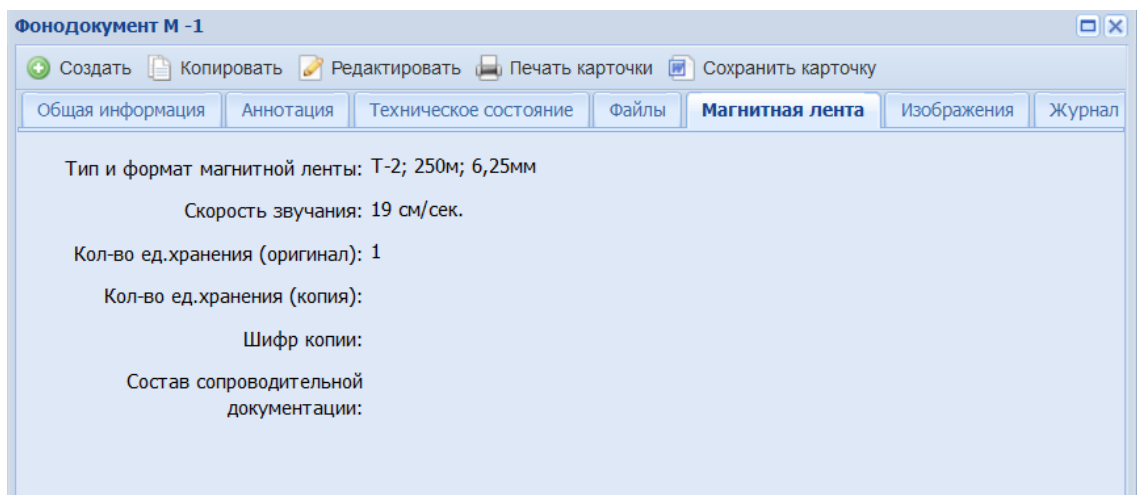 Фонодокумент М -1
Создать Копировать Редактировать Печать карточки Сохранить карточку
Общая информация Аннотация Техническое состояние Файлы Магнитная лента Изображения Журнал
Тип и формат магнитной ленты: Т-2; 250м; 6,25мм
Скорость звучания: 19 см/сек.
Кол-во ед.хранения (оригинал): 1
Кол-во ед.хранения (копия):
Шифр копии:
Состав сопроводительной
документации: